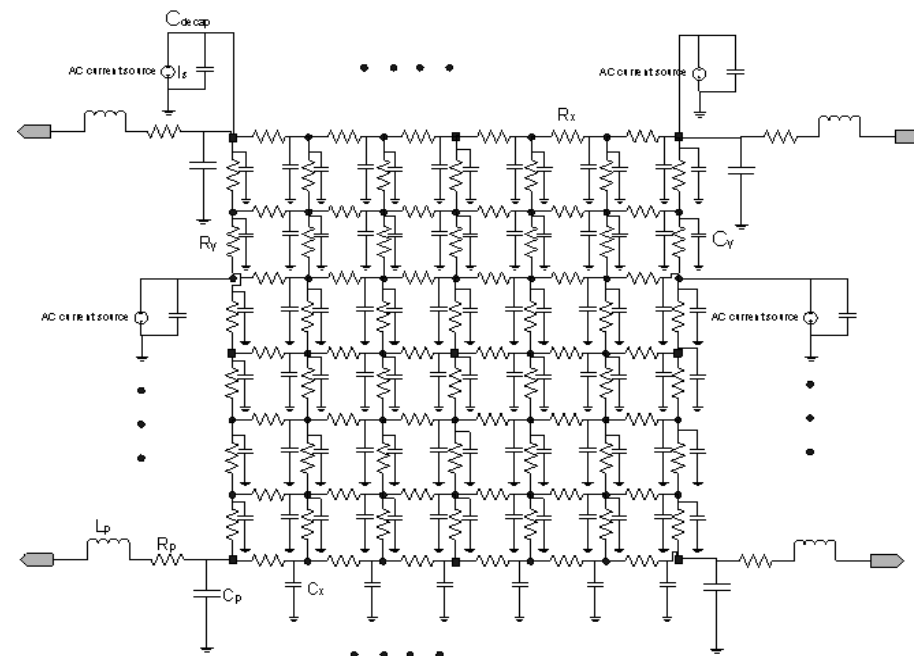 Cdecap
AC current source Is
AC current source
Rx
Ry
Cy
AC current source
AC current source
Lp
Rp
Cp
Cx